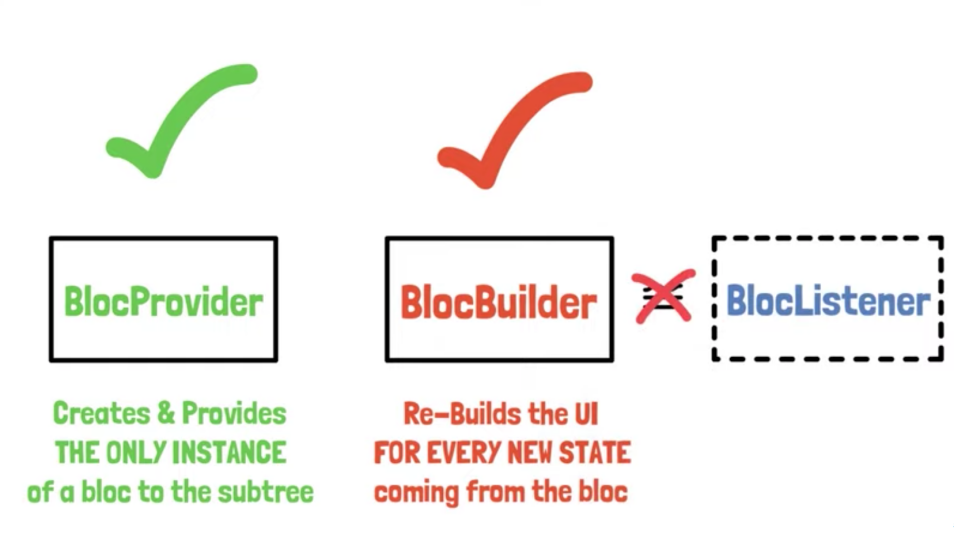 BlocProvider
Creates & Provides
THE ONLY INSTANCE
of a bloc to the subtree
BlocBuilder
Re-Builds the UI
FOR EVERY NEW STATE
coming from the bloc
BlocListener